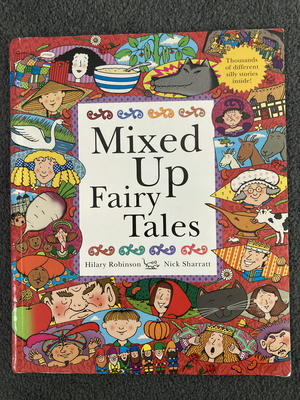 Thousands
of different
silly stories
inside!
Mixed
Up
Fairy
Tales
Hilary Robinson Nick Sharratt